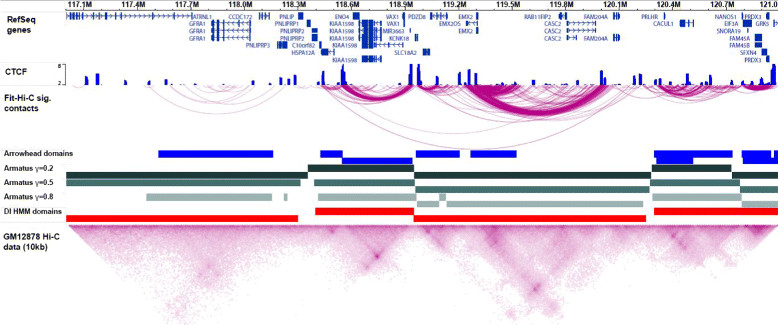 117.1M 117.4M 117.7M 118.0M 118.3M 118.6M 118.9M 119.2M 119.5M 119.8M 120.1M 120.4M 120.7M 121.0
RefSeq genes
ATRNL1 CCDC172 PNLIP ENO4 VAX1 PDZD8 EMX2 RAB11FIP2 FAM204A PRLHR NANOS1 PRDX3
GFRA1 KIAA1598 VAX1 EMX2OS CASC2 CACUL1 EIF3A GRK5
GFRA1 PNLIPRP2 KIAA1598 MIR3663 EMX2 CASC2 SNORA19
GFRA1 PNLIPRP2 KIAA1598 KCNK18 CASC2 FAM204A FAM45A
PNLIPRP3 C10orf82 KIAA1598 FAM45B
HSPA12A SLC18A2 SFXN4
KIAA1598 PRDX3
CTCF
8
2
Fit-Hi-C sig. contacts
Arrowhead domains
Armatus γ=0.2
Armatus γ=0.5
Armatus γ=0.8
DI HMM domains
GM12878 Hi-C data (10kb)